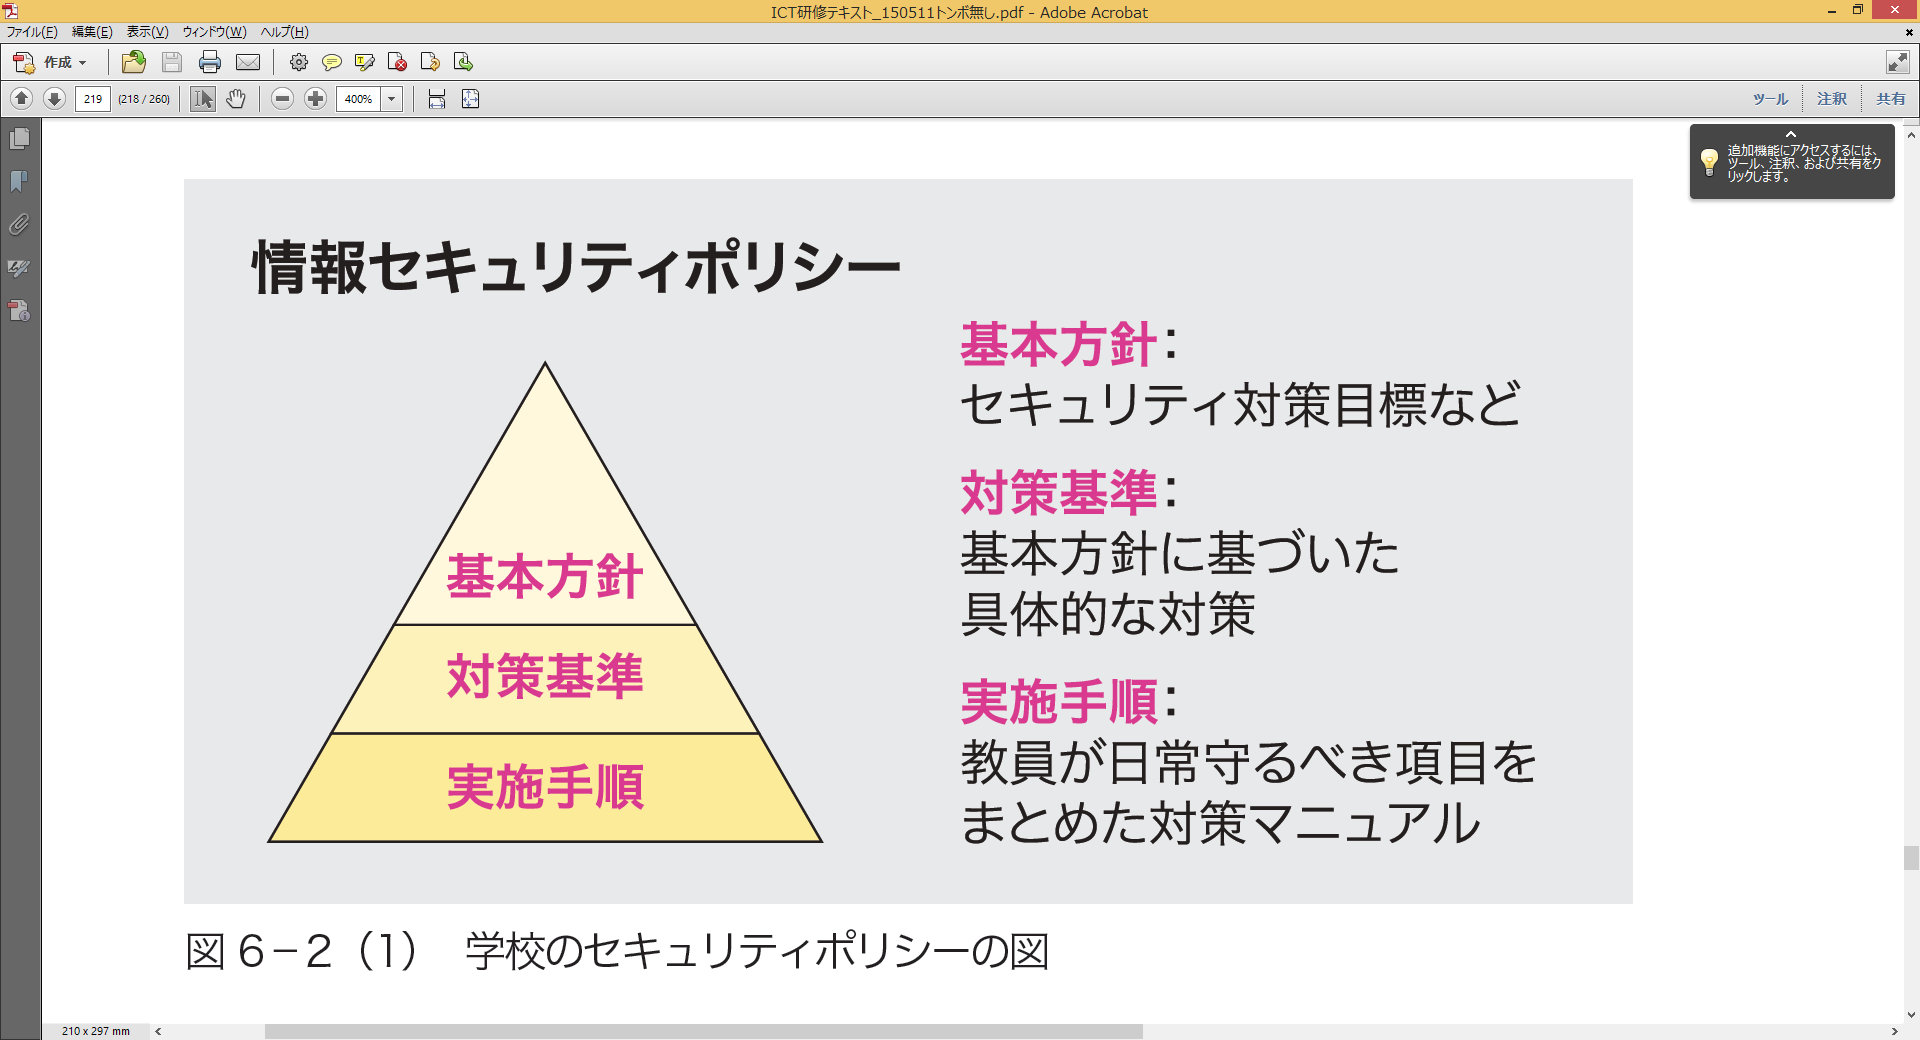 ICT研修テキスト_150511トンボ無し.pdf - Adobe Acrobat
ファイル(F) 編集(E) 表示(V) ウィンドウ(W) ヘルプ(H)
作成
219 (218 / 260) 400% ツール 注釈 共有
追加機能にアクセスするには、
ツール、注釈、および共有をク
リックします。
情報セキュリティポリシー
基本方針
対策基準
実施手順
基本方針：
セキュリティ対策目標など
対策基準：
基本方針に基づいた
具体的な対策
実施手順：
教員が日常守るべき項目を
まとめた対策マニュアル
図６－２（1） 学校のセキュリティポリシーの図
210 x 297 mm